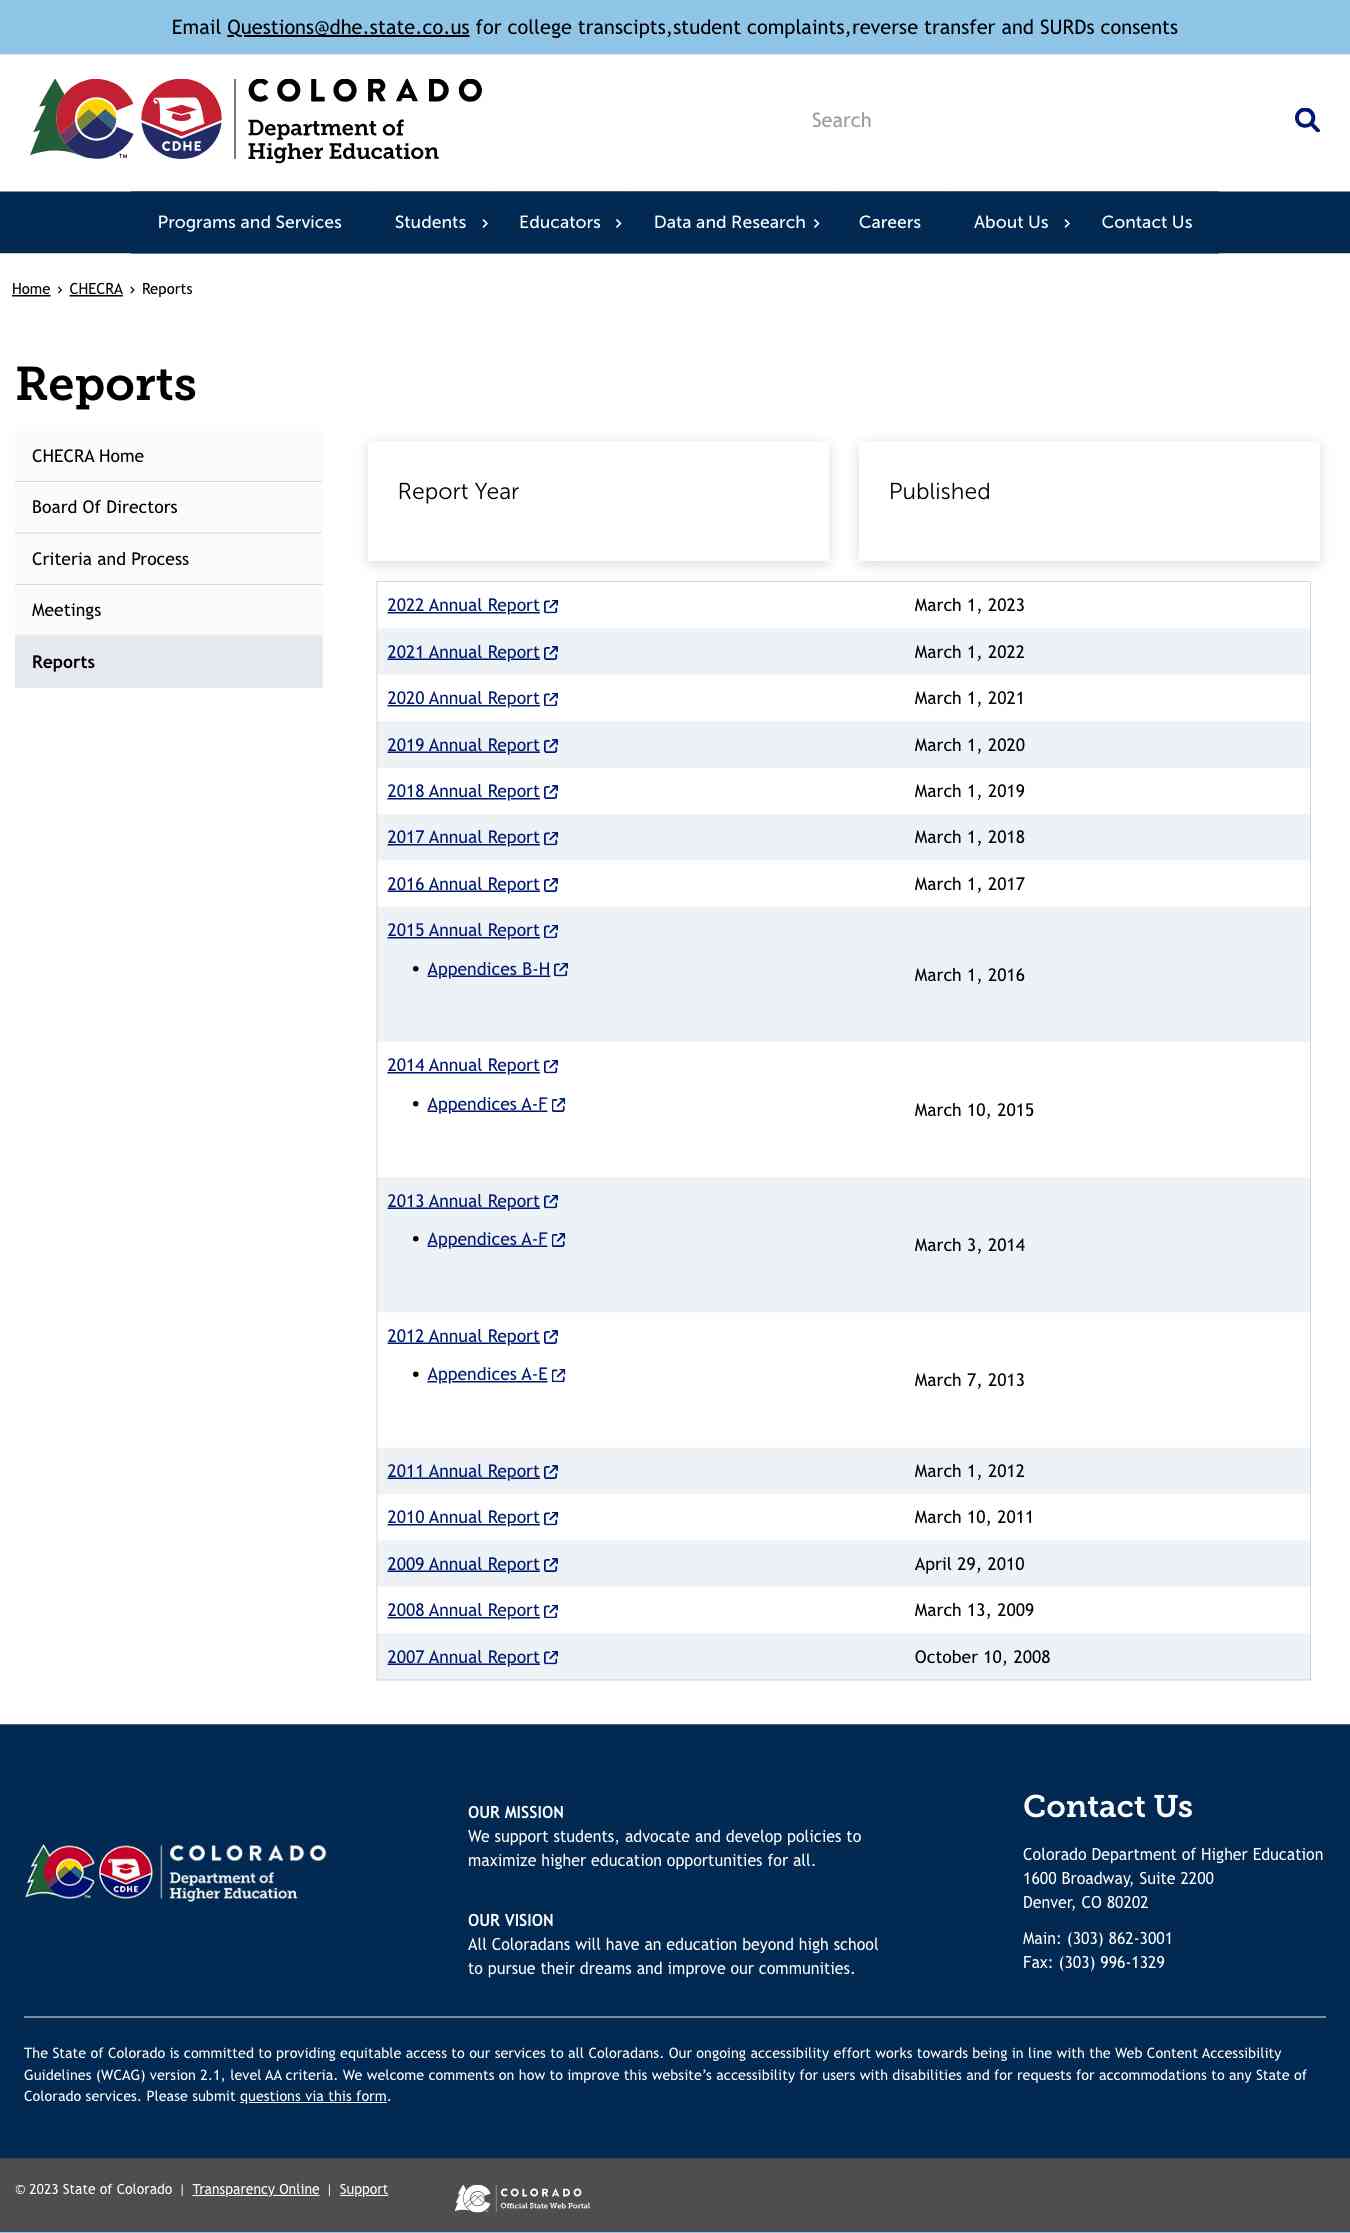 Email Questions@dhe.state.co.us for college transcipts,student complaints,reverse transfer and SURDs consents
CDHE
TM
COLORADO
Department of
Higher Education
Search
Programs and Services Students › Educators › Data and Research › Careers About Us › Contact Us
Home › CHECRA › Reports
Reports
CHECRA Home
Board Of Directors
Criteria and Process
Meetings
Reports
Report Year Published
2022 Annual Report March 1, 2023
2021 Annual Report March 1, 2022
2020 Annual Report March 1, 2021
2019 Annual Report March 1, 2020
2018 Annual Report March 1, 2019
2017 Annual Report March 1, 2018
2016 Annual Report March 1, 2017
2015 Annual Report
• Appendices B-H
March 1, 2016
2014 Annual Report
• Appendices A-F
March 10, 2015
2013 Annual Report
• Appendices A-F
March 3, 2014
2012 Annual Report
• Appendices A-E
March 7, 2013
2011 Annual Report March 1, 2012
2010 Annual Report March 10, 2011
2009 Annual Report April 29, 2010
2008 Annual Report March 13, 2009
2007 Annual Report October 10, 2008
CDHE
COLORADO
Department of
Higher Education
OUR MISSION
We support students, advocate and develop policies to
maximize higher education opportunities for all.
OUR VISION
All Coloradans will have an education beyond high school
to pursue their dreams and improve our communities.
Contact Us
Colorado Department of Higher Education
1600 Broadway, Suite 2200
Denver, CO 80202
Main: (303) 862-3001
Fax: (303) 996-1329
The State of Colorado is committed to providing equitable access to our services to all Coloradans. Our ongoing accessibility effort works towards being in line with the Web Content Accessibility
Guidelines (WCAG) version 2.1, level AA criteria. We welcome comments on how to improve this website’s accessibility for users with disabilities and for requests for accommodations to any State of
Colorado services. Please submit questions via this form.
© 2023 State of Colorado | Transparency Online | Support
COLORADO
Official State Web Portal